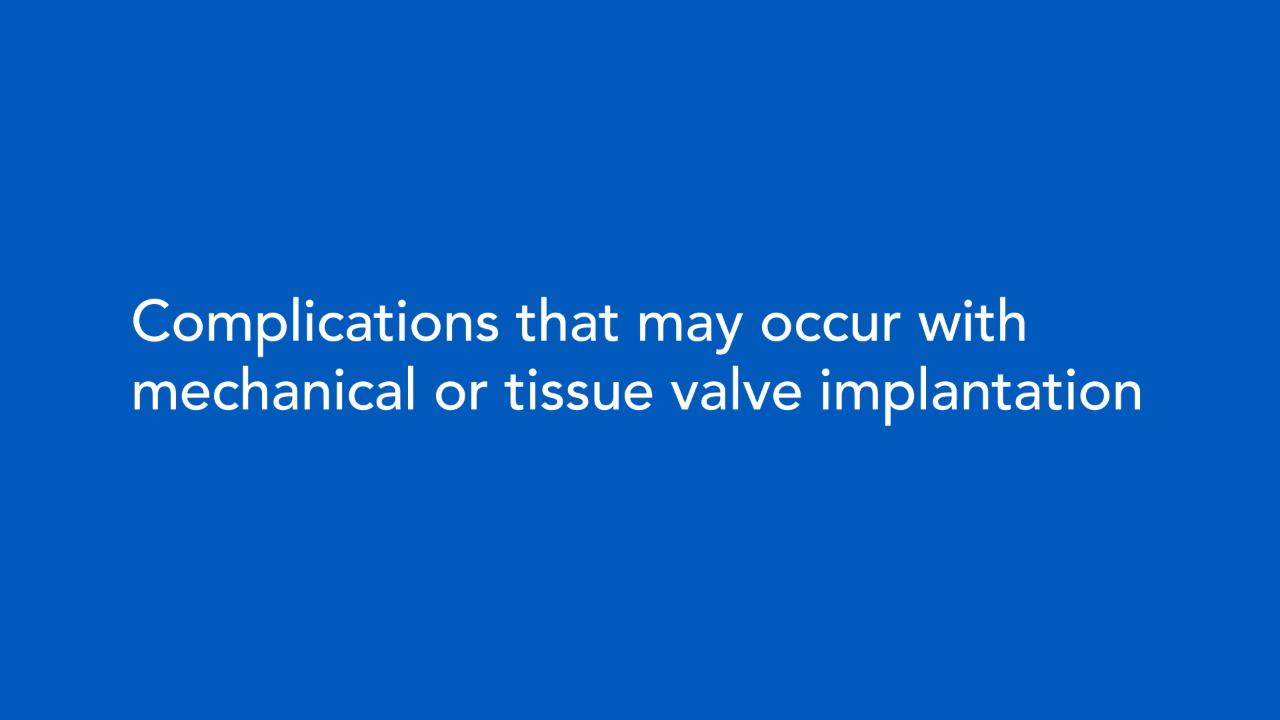 Complications that may occur with
mechanical or tissue valve implantation